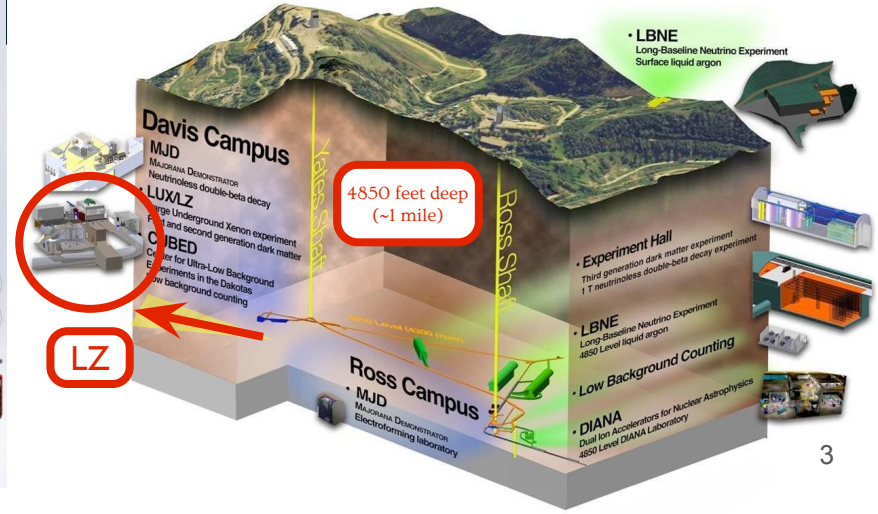 • LBNE
Long-Baseline Neutrino Experiment
Surface liquid argon
Davis Campus
MJD
MAJORANA DEMONSTRATOR
Neutrinoless double-beta decay
• LUX/LZ
Large Underground Xenon experiment
First and second generation dark matter
CUBED
Center for Ultra-Low Background
Experiments in the Dakotas
Low background counting
Yates Shaft
4850 feet deep
(~1 mile)
Ross Shaft
• Experiment Hall
Third generation dark matter experiment
1 T neutrinoless double-beta decay experiment
• LBNE
Long-Baseline Neutrino Experiment
4850 Level liquid argon
• Low Background Counting
• DIANA
Dual Ion Accelerators for Nuclear Astrophysics
4850 Level DIANA Laboratory
LZ
4850 Level (4300 mwe)
Ross Campus
• MJD
MAJORANA DEMONSTRATOR
Electroforming laboratory
3